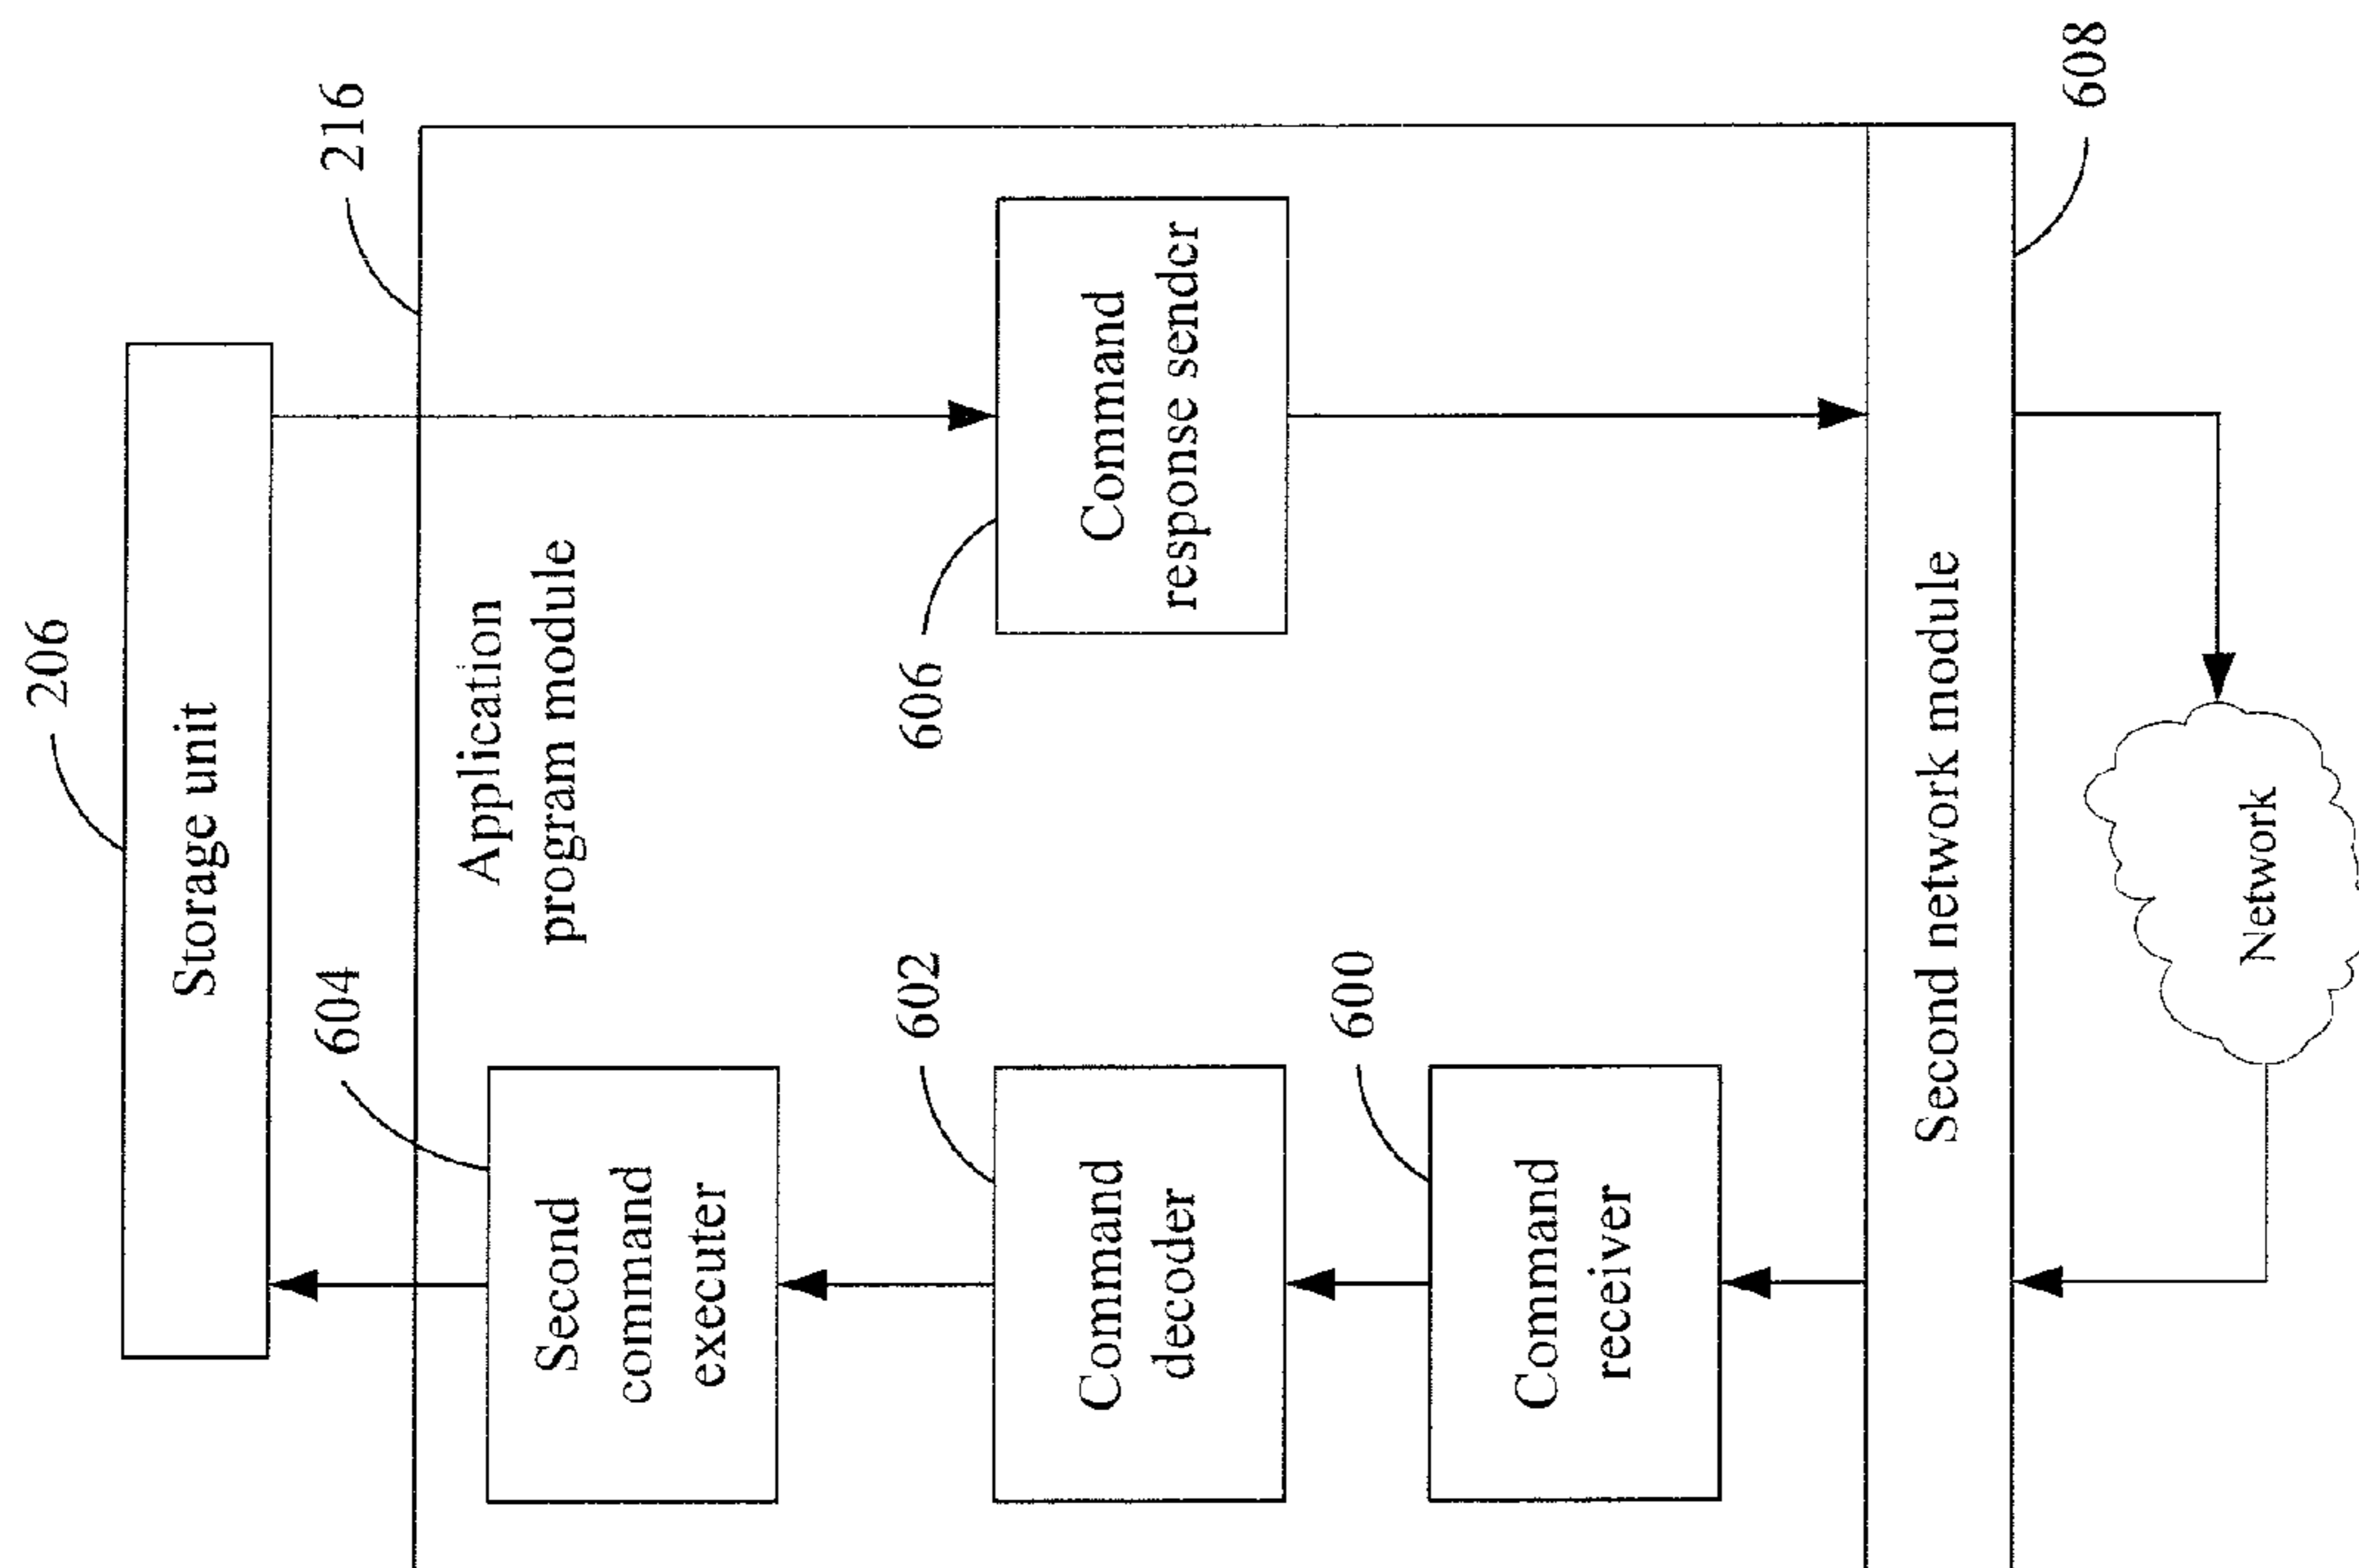 206
Storage unit
216
604
Application
program module
Second
command
executer
602
Command
decoder
606
Command
response sender
600
Command
receiver
Second network module
608
Network